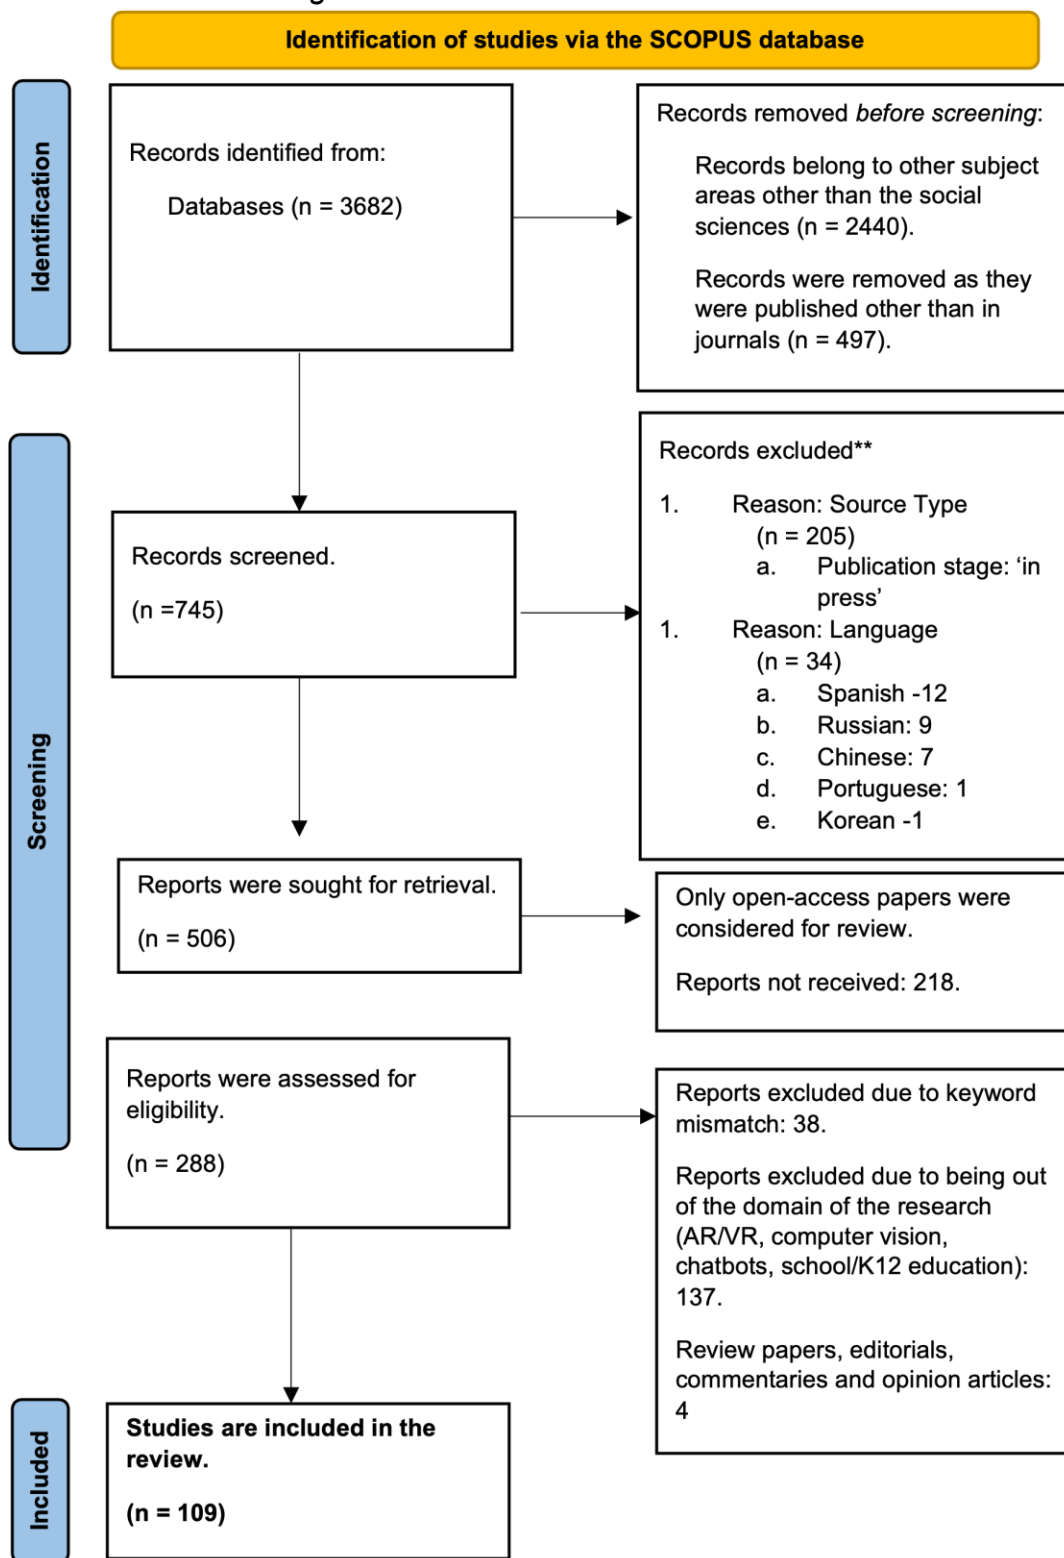 Identification of studies via the SCOPUS database
Identification
Records identified from:
Databases (n = 3682)
Records removed before screening:
Records belong to other subject
areas other than the social
sciences (n = 2440).
Records were removed as they
were published other than in
journals (n = 497).
Screening
Records screened.
(n =745)
Records excluded**
1. Reason: Source Type
(n = 205)
a. Publication stage: ‘in
press’
1. Reason: Language
(n = 34)
a. Spanish -12
b. Russian: 9
c. Chinese: 7
d. Portuguese: 1
e. Korean -1
Reports were sought for retrieval.
(n = 506)
Only open-access papers were
considered for review.
Reports not received: 218.
Reports were assessed for
eligibility.
(n = 288)
Reports excluded due to keyword
mismatch: 38.
Reports excluded due to being out
of the domain of the research
(AR/VR, computer vision,
chatbots, school/K12 education):
137.
Review papers, editorials,
commentaries and opinion articles:
4
Included
Studies are included in the
review.
(n = 109)